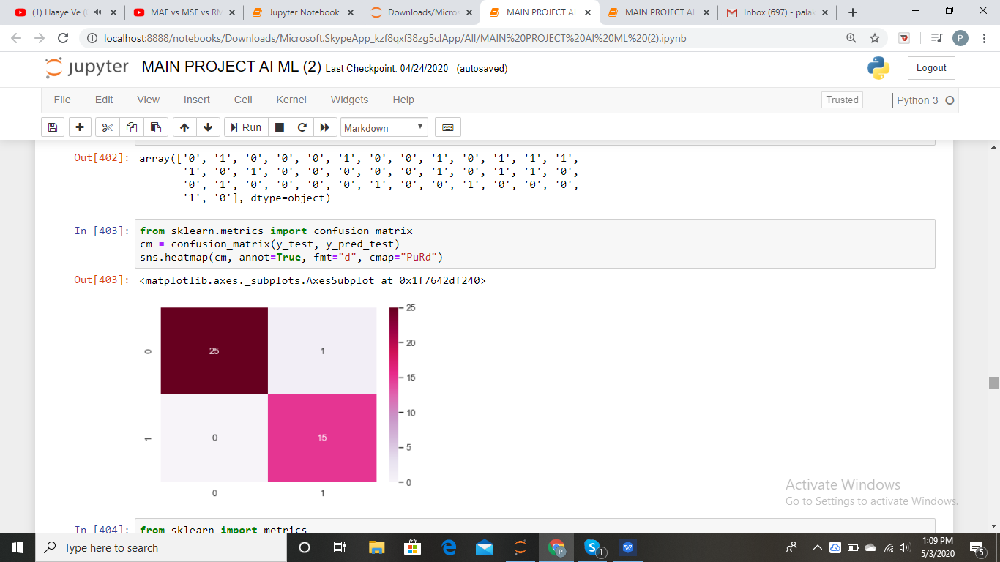 (1) Haaye Ve (
MAE vs MSE vs RM
Jupyter Notebook
Downloads/Micros
MAIN PROJECT AI
MAIN PROJECT AI
Inbox (697) - palak
localhost:8888/notebooks/Downloads/Microsoft.SkypeApp_kzf8qxf38zg5c!App/All/MAIN%20PROJECT%20AI%20ML%20(2).ipynb
P
jupyter MAIN PROJECT AI ML (2) Last Checkpoint: 04/24/2020 (autosaved)
Logout
File Edit View Insert Cell Kernel Widgets Help
Trusted
Python 3
Run
Markdown
Out[402]: array(['0', '1', '0', '0', '0', '1', '0', '0', '1', '0', '1', '1', '1',
'1', '0', '1', '0', '0', '0', '0', '0', '1', '0', '1', '1', '0',
'0', '1', '0', '0', '0', '0', '1', '0', '0', '1', '0', '0', '0',
'1', '0'], dtype=object)
In [403]: from sklearn.metrics import confusion_matrix
cm = confusion_matrix(y_test, y_pred_test)
sns.heatmap(cm, annot=True, fmt="d", cmap="PuRd")
Out[403]: <matplotlib.axes._subplots.AxesSubplot at 0x1f7642df240>
25
20
0 25 1
15
10
1 0 15
5
0
0 1
Activate Windows
Go to Settings to activate Windows.
In [404]: from sklearn import metrics
Type here to search
1
1:09 PM
5/3/2020
5